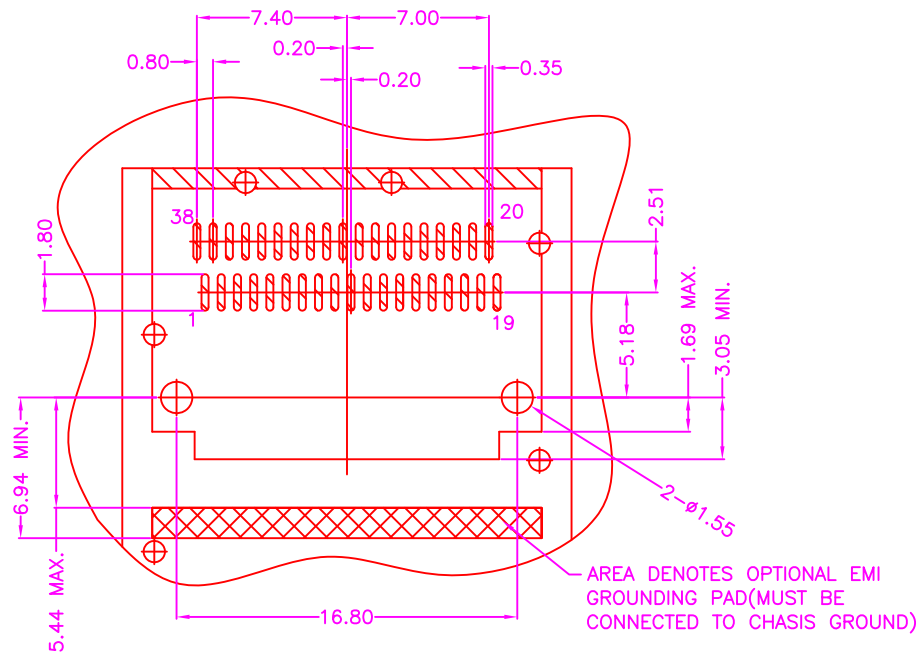 7.40
7.00
0.20
0.80
0.35
0.20
38
20
2.51
1.80
1
19
5.18
1.69 MAX.
3.05 MIN.
6.94 MIN.
2-ø1.55
5.44 MAX.
AREA DENOTES OPTIONAL EMI
GROUNDING PAD(MUST BE
CONNECTED TO CHASIS GROUND)
16.80